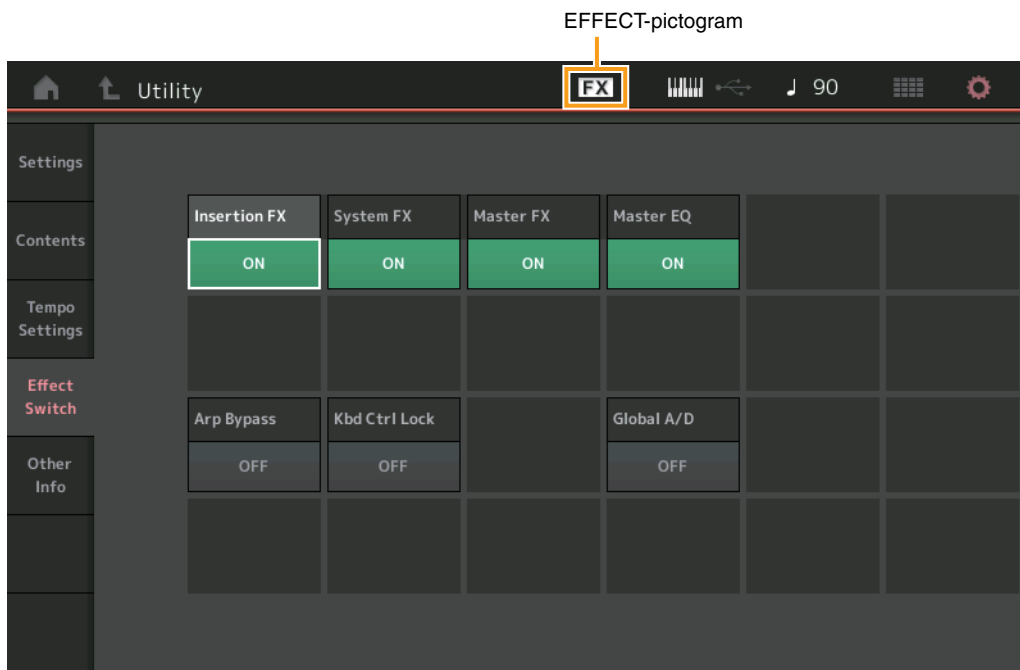 EFFECT-pictogram
Utility
FX
90
Settings
Contents
Tempo
Settings
Effect
Switch
Other
Info
Insertion FX
System FX
Master FX
Master EQ
ON
ON
ON
ON
Arp Bypass
Kbd Ctrl Lock
Global A/D
OFF
OFF
OFF